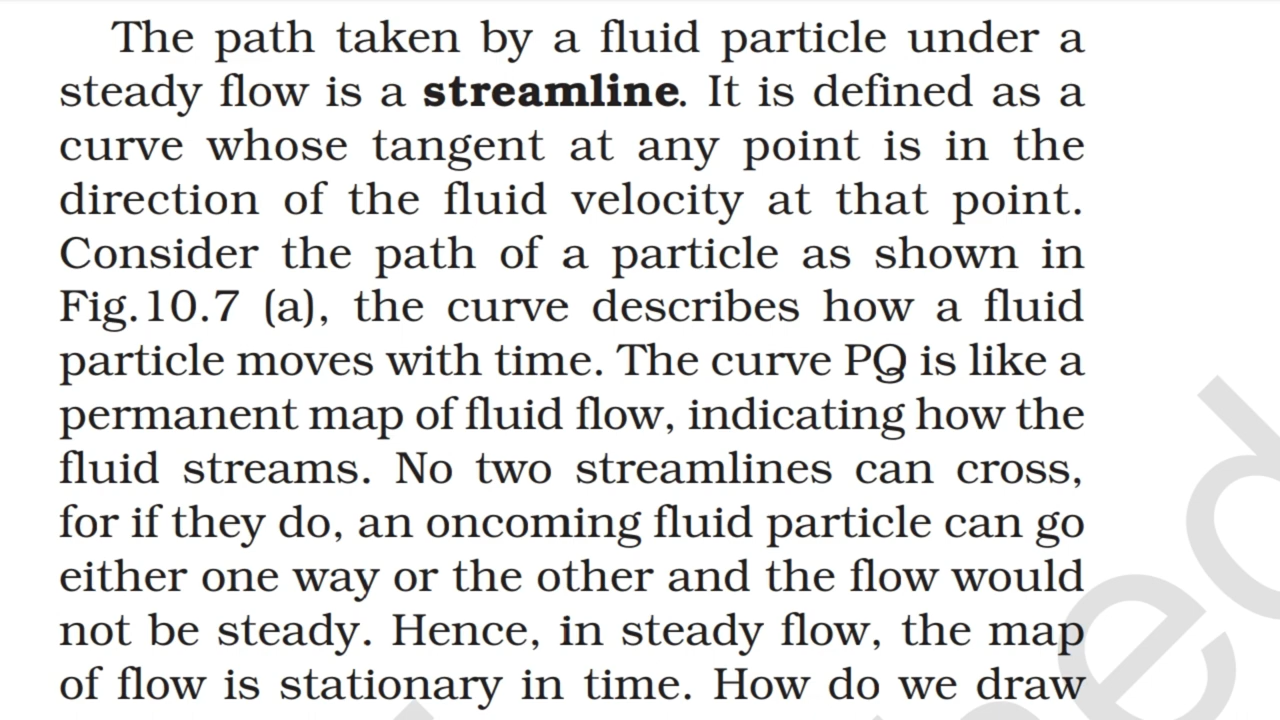 The path taken by a fluid particle under a
steady flow is a streamline. It is defined as a
curve whose tangent at any point is in the
direction of the fluid velocity at that point.
Consider the path of a particle as shown in
Fig.10.7 (a), the curve describes how a fluid
particle moves with time. The curve PQ is like a
permanent map of fluid flow, indicating how the
fluid streams. No two streamlines can cross,
for if they do, an oncoming fluid particle can go
either one way or the other and the flow would
not be steady. Hence, in steady flow, the map
of flow is stationary in time. How do we draw